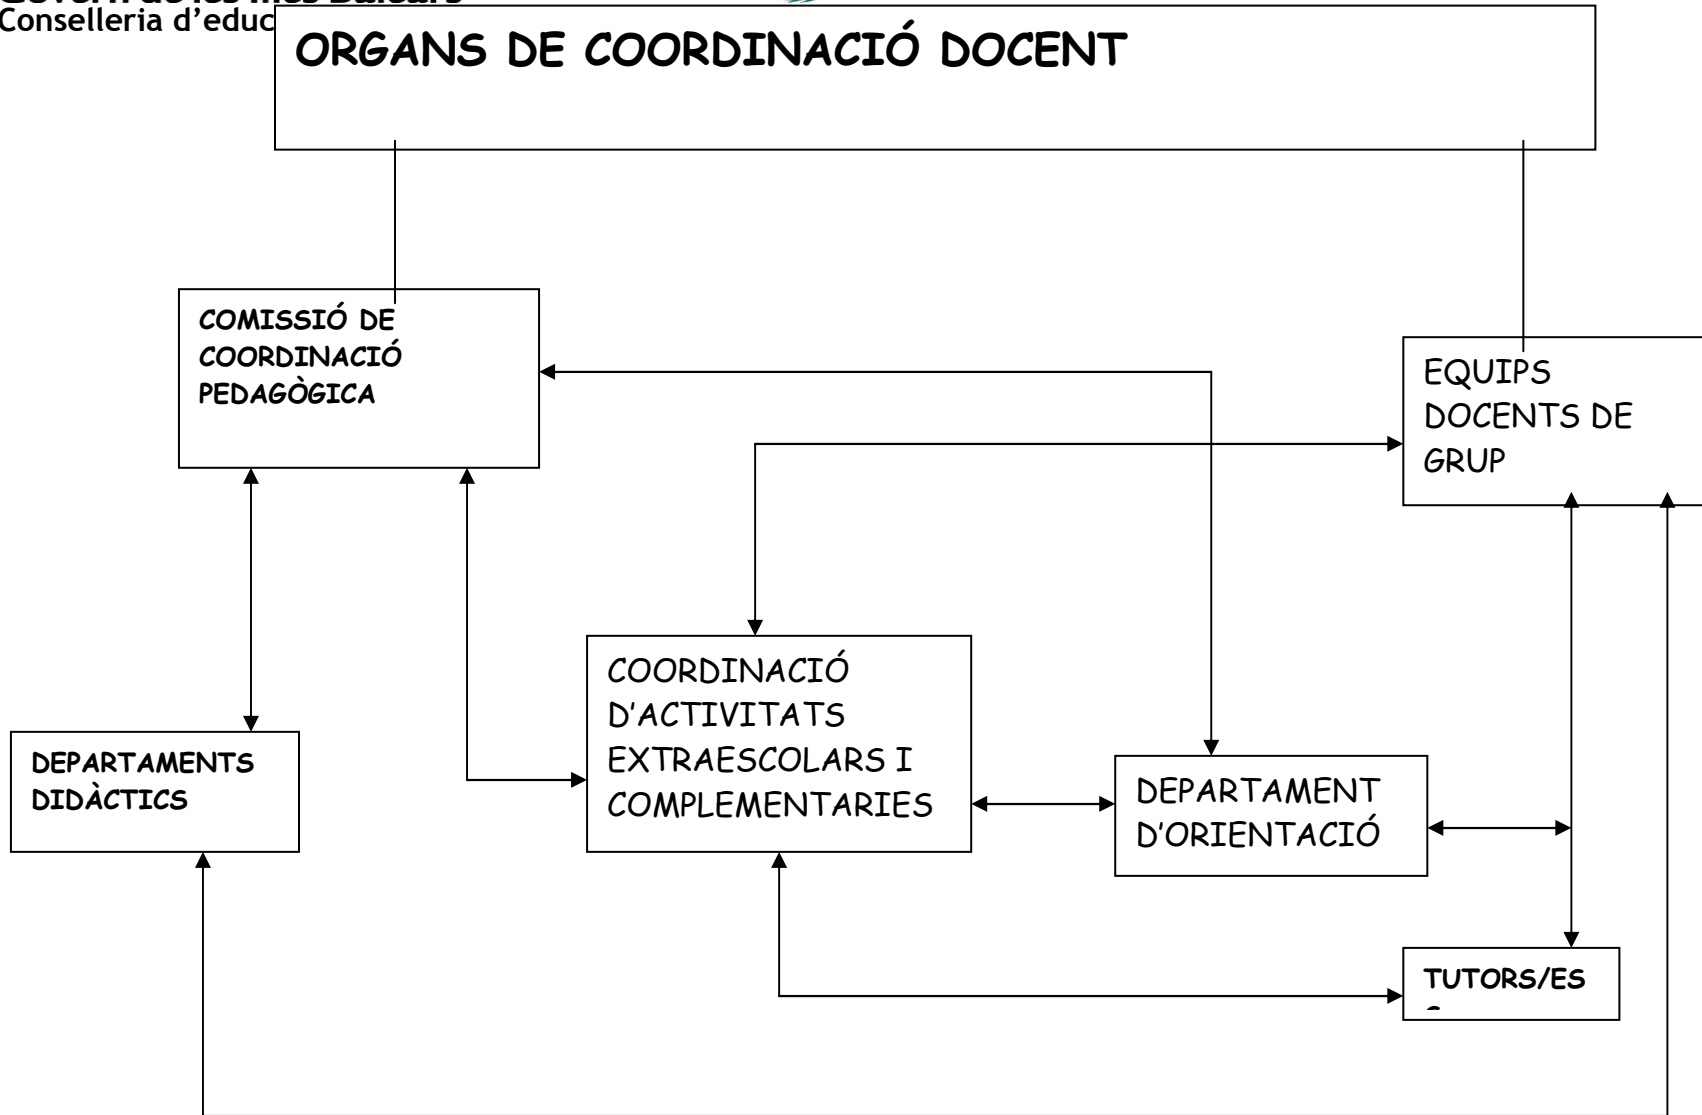 Conselleria d'educ
ORGANS DE COORDINACIÓ DOCENT
COMISSIÓ DE
COORDINACIÓ
PEDAGÒGICA
EQUIPS
DOCENTS DE
GRUP
COORDINACIÓ
D'ACTIVITATS
EXTRAESCOLARS I
COMPLEMENTARIES
DEPARTAMENTS
DIDÀCTICS
DEPARTAMENT
D'ORIENTACIÓ
TUTORS/ES